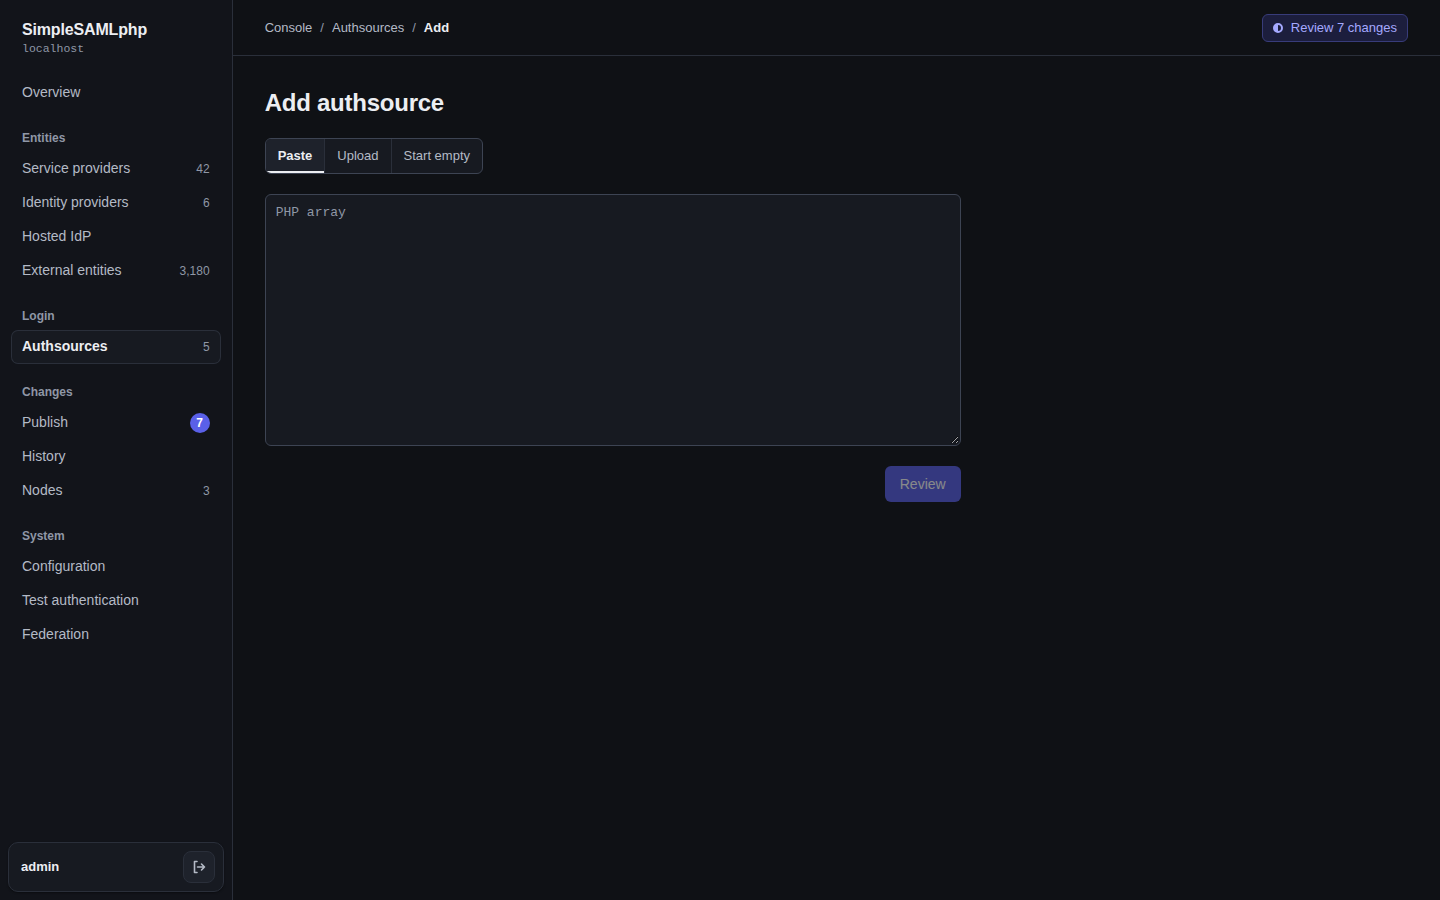 SimpleSAMLphp
localhost
Overview
Entities
Service providers 42
Identity providers 6
Hosted IdP
External entities 3,180
Login
Authsources 5
Changes
Publish 7
History
Nodes 3
System
Configuration
Test authentication
Federation
admin
Console / Authsources / Add
Review 7 changes
Add authsource
Paste Upload Start empty
PHP array
Review